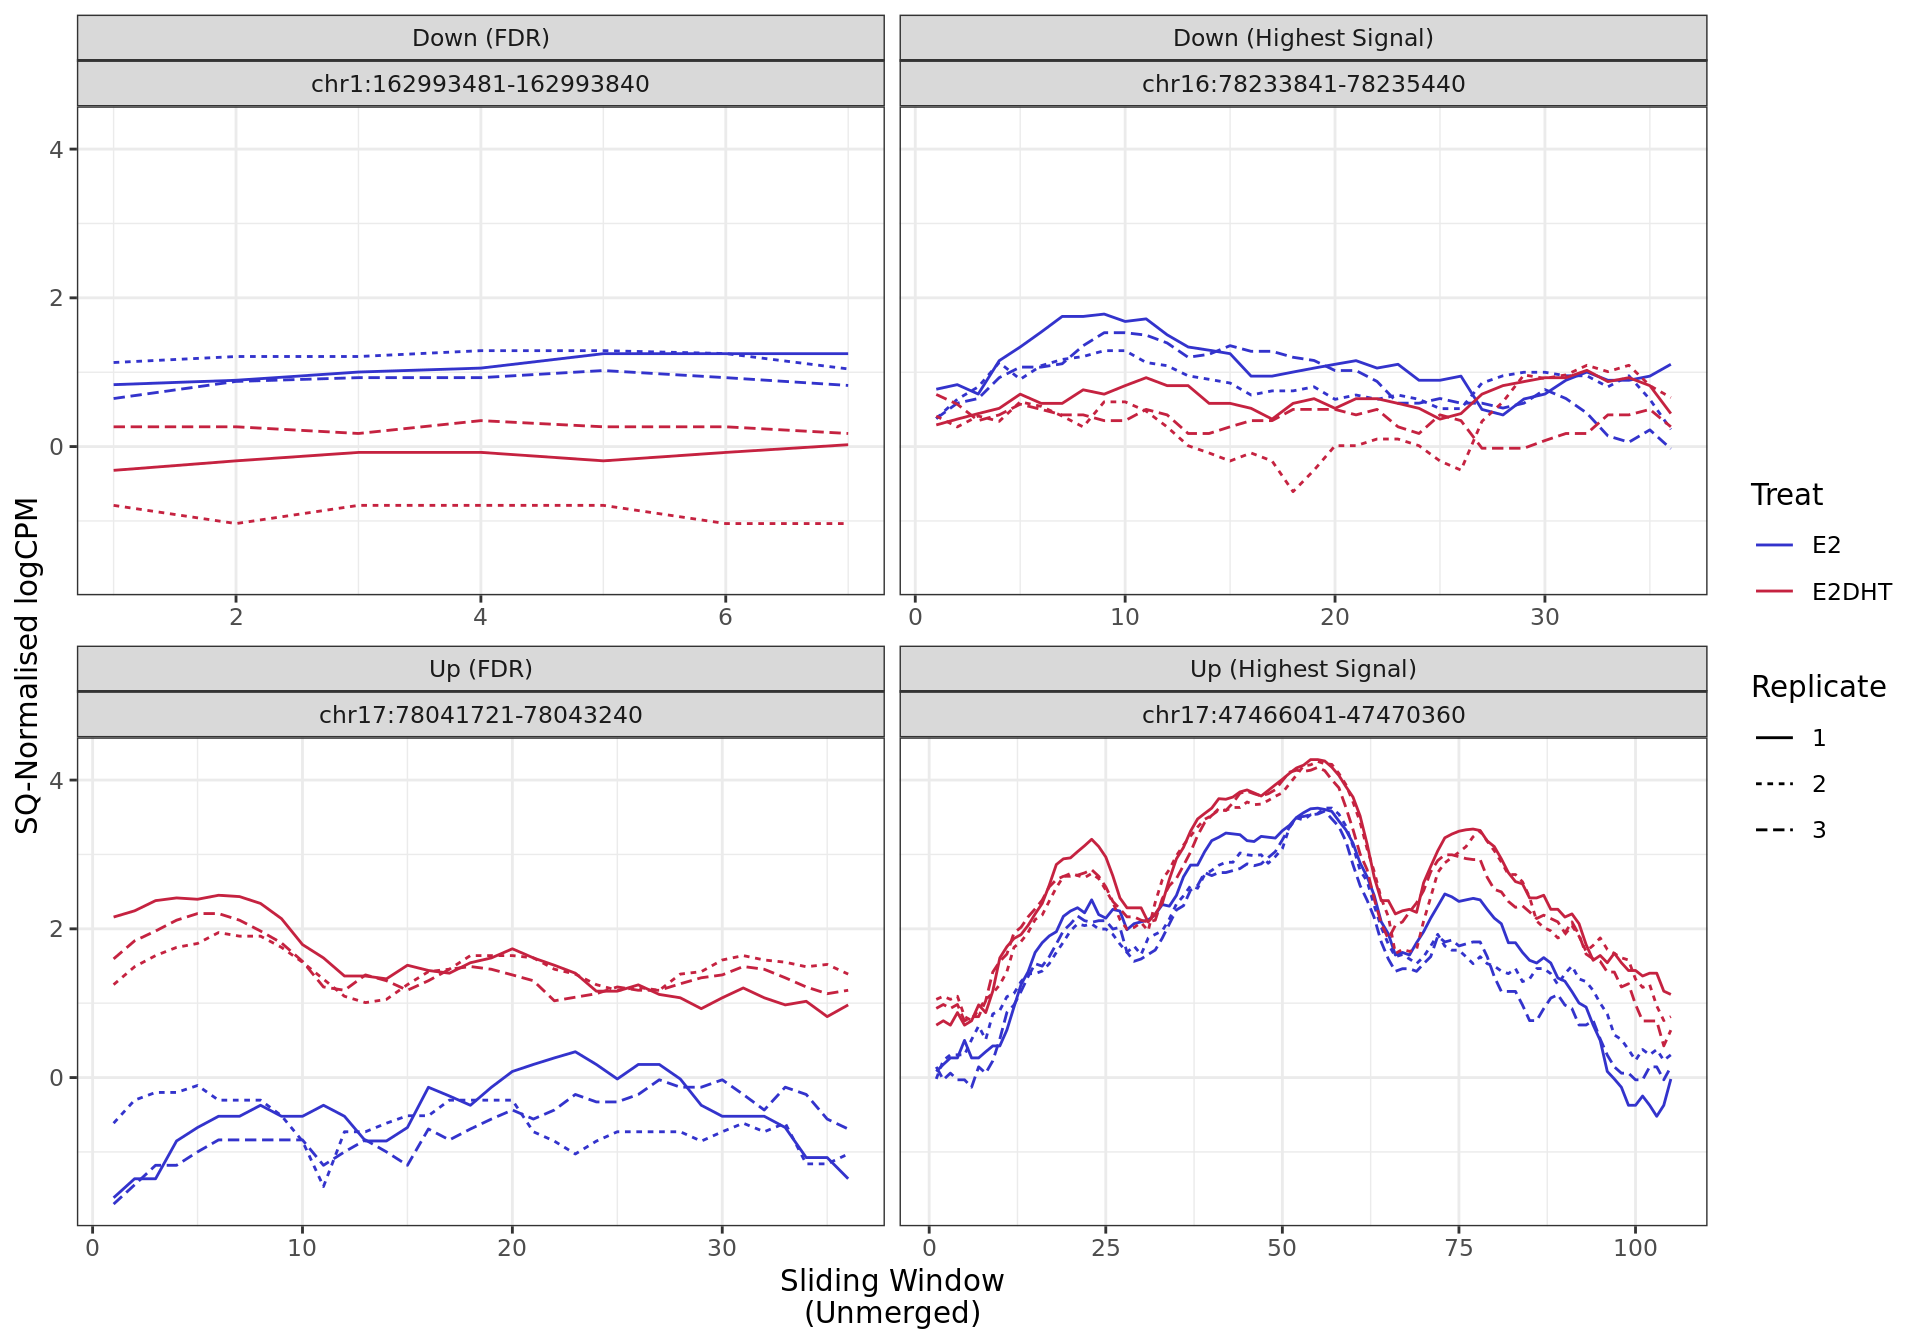 Down (FDR)
chr1:162993481-162993840
Down (Highest Signal)
chr16:78233841-78235440
4
2
0
2
4
6
0
10
20
30
SQ-Normalised logCPM
Up (FDR)
chr17:78041721-78043240
Up (Highest Signal)
chr17:47466041-47470360
4
2
0
0
10
20
30
0
25
50
75
100
Sliding Window
(Unmerged)
Treat
E2
E2DHT
Replicate
1
2
3